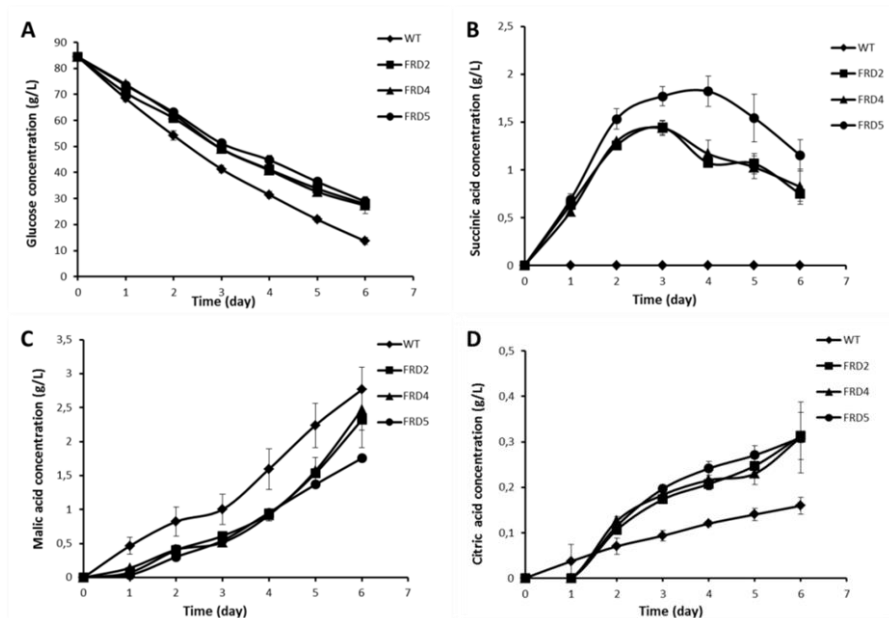 A
Glucose concentration (g/L)
90
80
70
60
50
40
30
20
10
0
0 1 2 3 4 5 6 7
Time (day)
WT
FRD2
FRD4
FRD5
B
Succinic acid concentration (g/L)
2,5
2
1,5
1
0,5
0
0 1 2 3 4 5 6 7
Time (day)
WT
FRD2
FRD4
FRD5
C
Malic acid concentration (g/L)
3,5
3
2,5
2
1,5
1
0,5
0
0 1 2 3 4 5 6 7
Time (day)
WT
FRD2
FRD4
FRD5
D
Citric acid concentration (g/L)
0,5
0,4
0,3
0,2
0,1
0
0 1 2 3 4 5 6 7
Time (day)
WT
FRD2
FRD4
FRD5